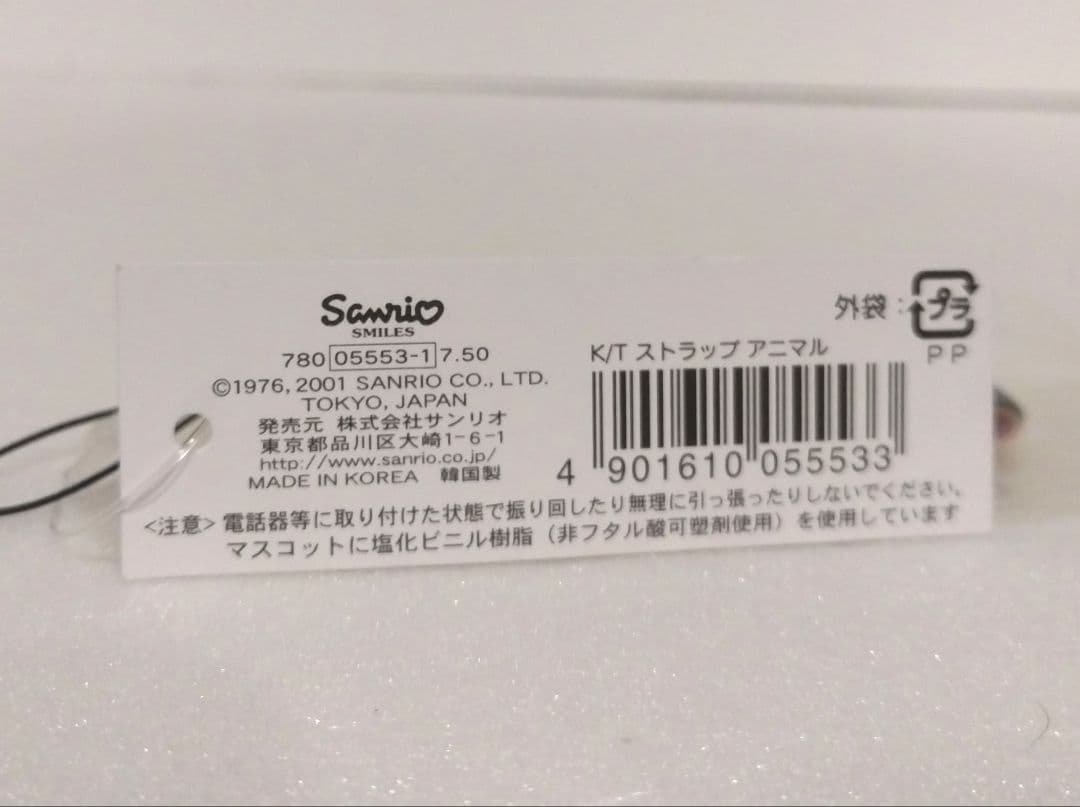 Sanrio
SMILES
780 05553-1 7.50
©1976, 2001 SANRIO CO., LTD.
TOKYO, JAPAN
発売元 株式会社サンリオ
東京都品川区大崎1-6-1
http://www.sanrio.co.jp/
MADE IN KOREA 韓国製
外袋：プラ
PP
K/T ストラップ アニマル
4 901610 055533
<注意> 電話器等に取り付けた状態で振り回したり無理に引っ張ったりしないでください。
マスコットに塩化ビニル樹脂（非フタル酸可塑剤使用）を使用しています